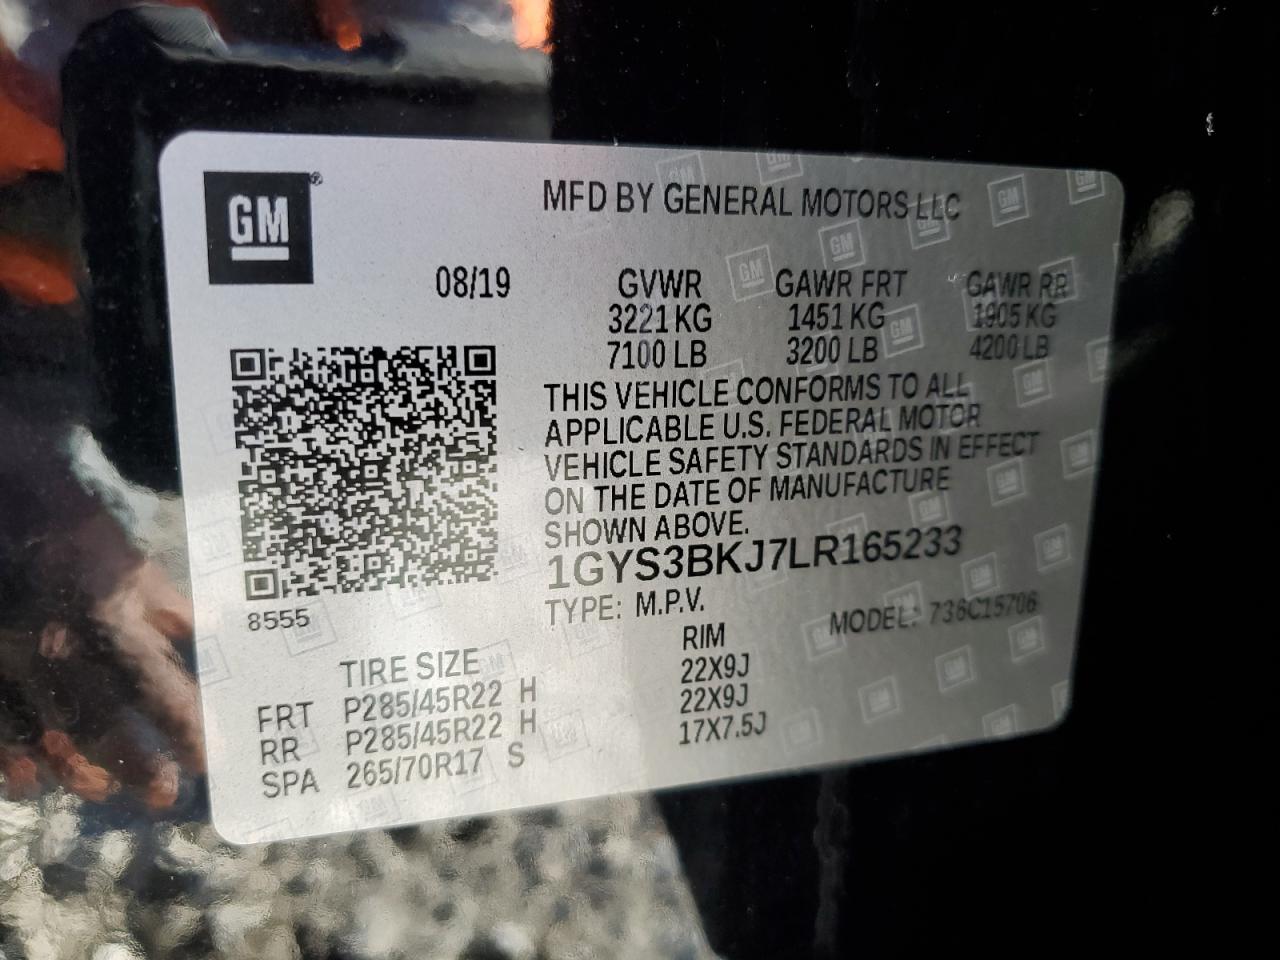 GM®
MFD BY GENERAL MOTORS LLC
08/19 GVWR GAWR FRT GAWR RR
3221 KG 1451 KG 1905 KG
7100 LB 3200 LB 4200 LB
THIS VEHICLE CONFORMS TO ALL
APPLICABLE U.S. FEDERAL MOTOR
VEHICLE SAFETY STANDARDS IN EFFECT
ON THE DATE OF MANUFACTURE
SHOWN ABOVE.
1GYS3BKJ7LR165233
8555
TYPE: M.P.V. MODEL: 736C15706
TIRE SIZE RIM
FRT P285/45R22 H 22X9J
RR P285/45R22 H 22X9J
SPA 265/70R17 S 17X7.5J